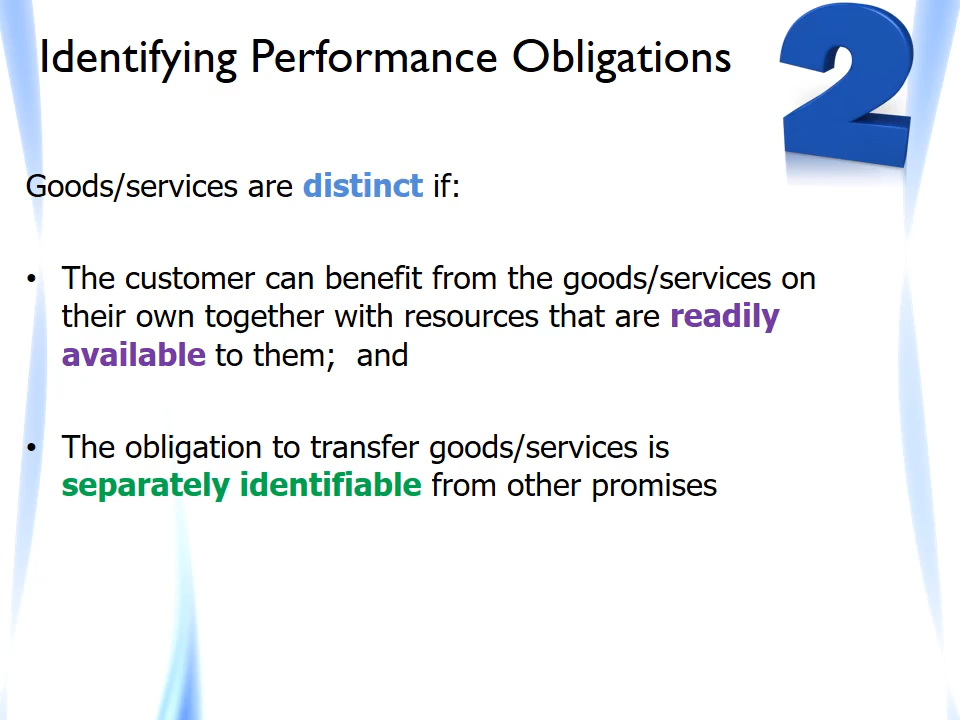 Identifying Performance Obligations
2
Goods/services are distinct if:
• The customer can benefit from the goods/services on
their own together with resources that are readily
available to them;  and
• The obligation to transfer goods/services is
separately identifiable from other promises